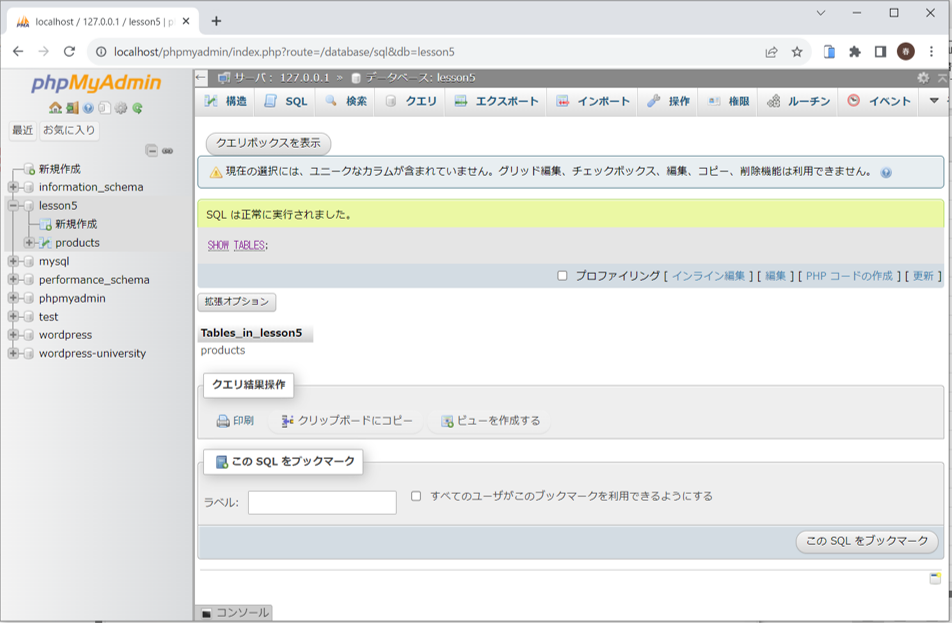 localhost / 127.0.0.1 / lesson5 | p
localhost/phpmyadmin/index.php?route=/database/sql&db=lesson5
春
phpMyAdmin
最近 お気に入り
新規作成
information_schema
lesson5
新規作成
products
mysql
performance_schema
phpmyadmin
test
wordpress
wordpress-university
サーバ: 127.0.0.1 » データベース: lesson5
構造 SQL 検索 クエリ エクスポート インポート 操作 権限 ルーチン イベント
クエリボックスを表示
現在の選択には、ユニークなカラムが含まれていません。グリッド編集、チェックボックス、編集、コピー、削除機能は利用できません。
SQL は正常に実行されました。
SHOW TABLES;
プロファイリング [ インライン編集 ] [ 編集 ] [ PHP コードの作成 ] [ 更新 ]
拡張オプション
Tables_in_lesson5
products
クエリ結果操作
印刷 クリップボードにコピー ビューを作成する
この SQL をブックマーク
ラベル: すべてのユーザがこのブックマークを利用できるようにする
この SQL をブックマーク
コンソール